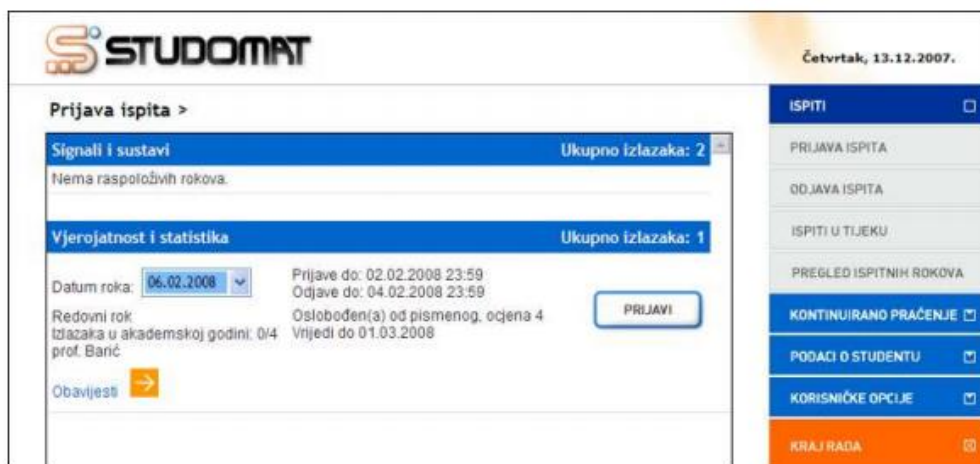 STUDOMAT
Četvrtak, 13.12.2007.
Prijava ispita >
Signali i sustavi Ukupno izlazaka: 2
Nema raspoloživih rokova.
Vjerojatnost i statistika Ukupno izlazaka: 1
Datum roka: 06.02.2008
Redovni rok
Izlazaka u akademskoj godini: 0/4
prof. Barić
Obavijesti
Prijave do: 02.02.2008 23:59
Odjave do: 04.02.2008 23:59
Oslobođen(a) od pismenog, ocjena 4
Vrijedi do 01.03.2008
PRIJAVI
ISPITI
PRIJAVA ISPITA
ODJAVA ISPITA
ISPITI U TIJEKU
PREGLED ISPITNIH ROKOVA
KONTINUIRANO PRAĆENJE
PODACI O STUDENTU
KORISNIČKE OPCIJE
KRAJ RADA